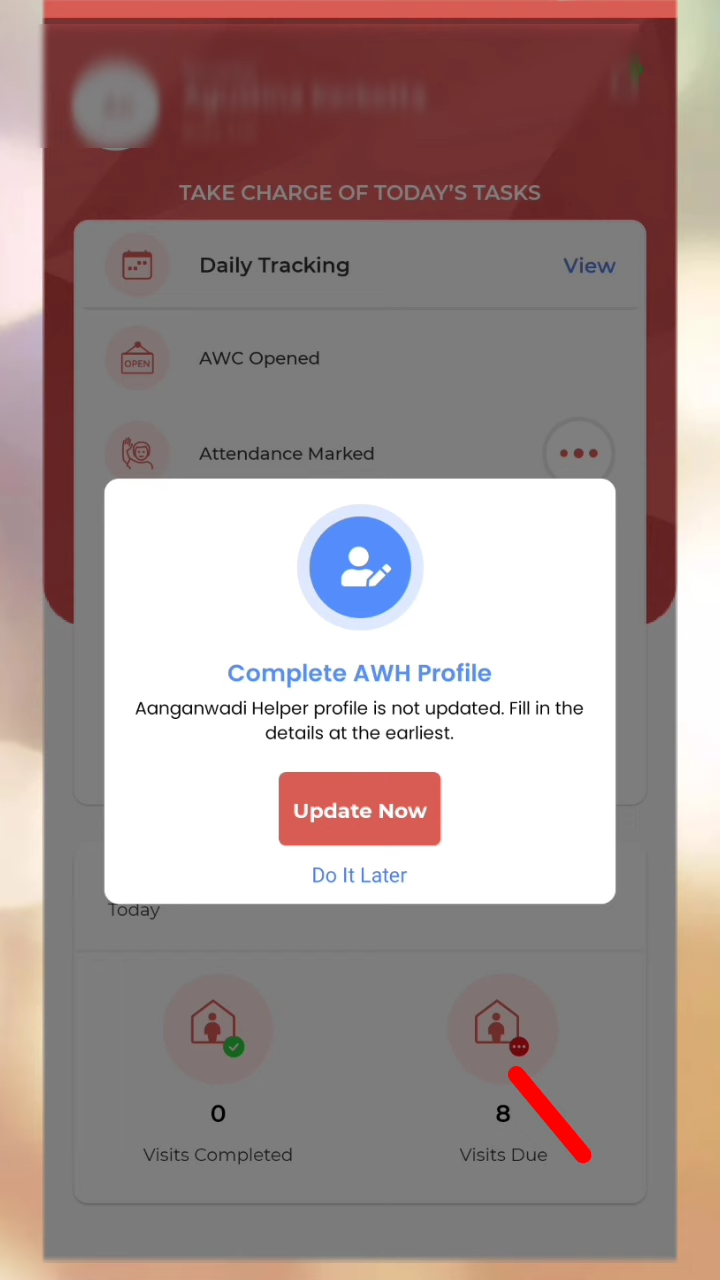 TAKE CHARGE OF TODAY'S TASKS
Daily Tracking
View
OPEN
AWC Opened
Attendance Marked
Complete AWH Profile
Aanganwadi Helper profile is not updated. Fill in the
details at the earliest.
Update Now
Do It Later
Today
0
8
Visits Completed
Visits Due